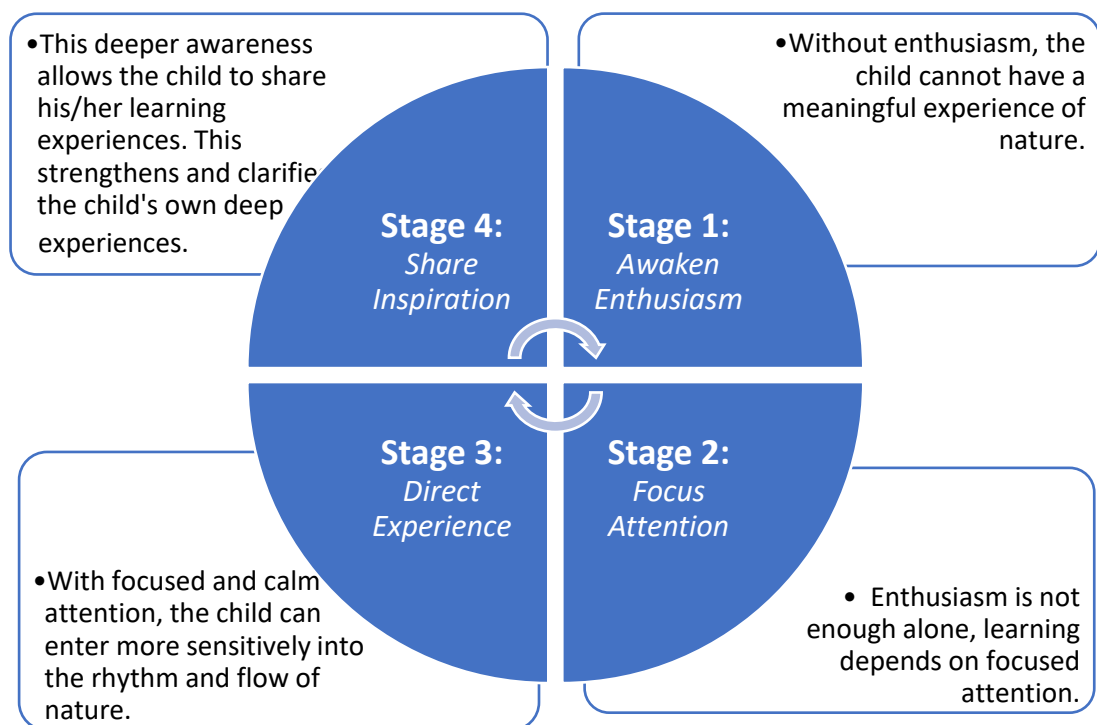 •This deeper awareness
allows the child to share
his/her learning
experiences. This
strengthens and clarifie
the child's own deep
experiences.
•Without enthusiasm, the
child cannot have a
meaningful experience of
nature.
Stage 4:
Share
Inspiration
Stage 1:
Awaken
Enthusiasm
Stage 3:
Direct
Experience
Stage 2:
Focus
Attention
•With focused and calm
attention, the child can
enter more sensitively into
the rhythm and flow of
nature.
• Enthusiasm is not
enough alone, learning
depends on focused
attention.